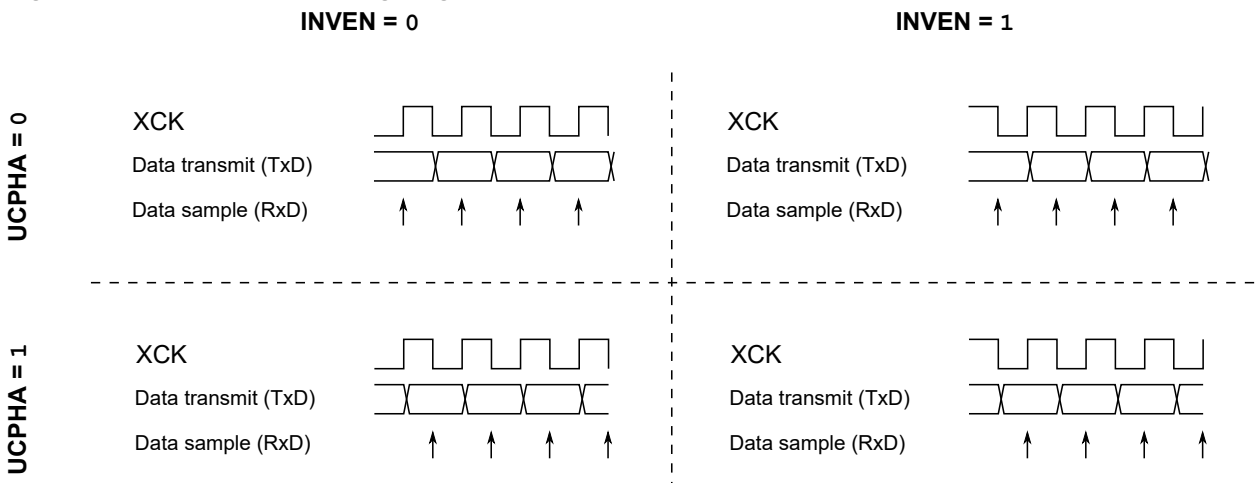 INVEN = 0
INVEN = 1
UCPHA = 0
XCK
Data transmit (TxD)
Data sample (RxD)
XCK
Data transmit (TxD)
Data sample (RxD)
UCPHA = 1
XCK
Data transmit (TxD)
Data sample (RxD)
XCK
Data transmit (TxD)
Data sample (RxD)